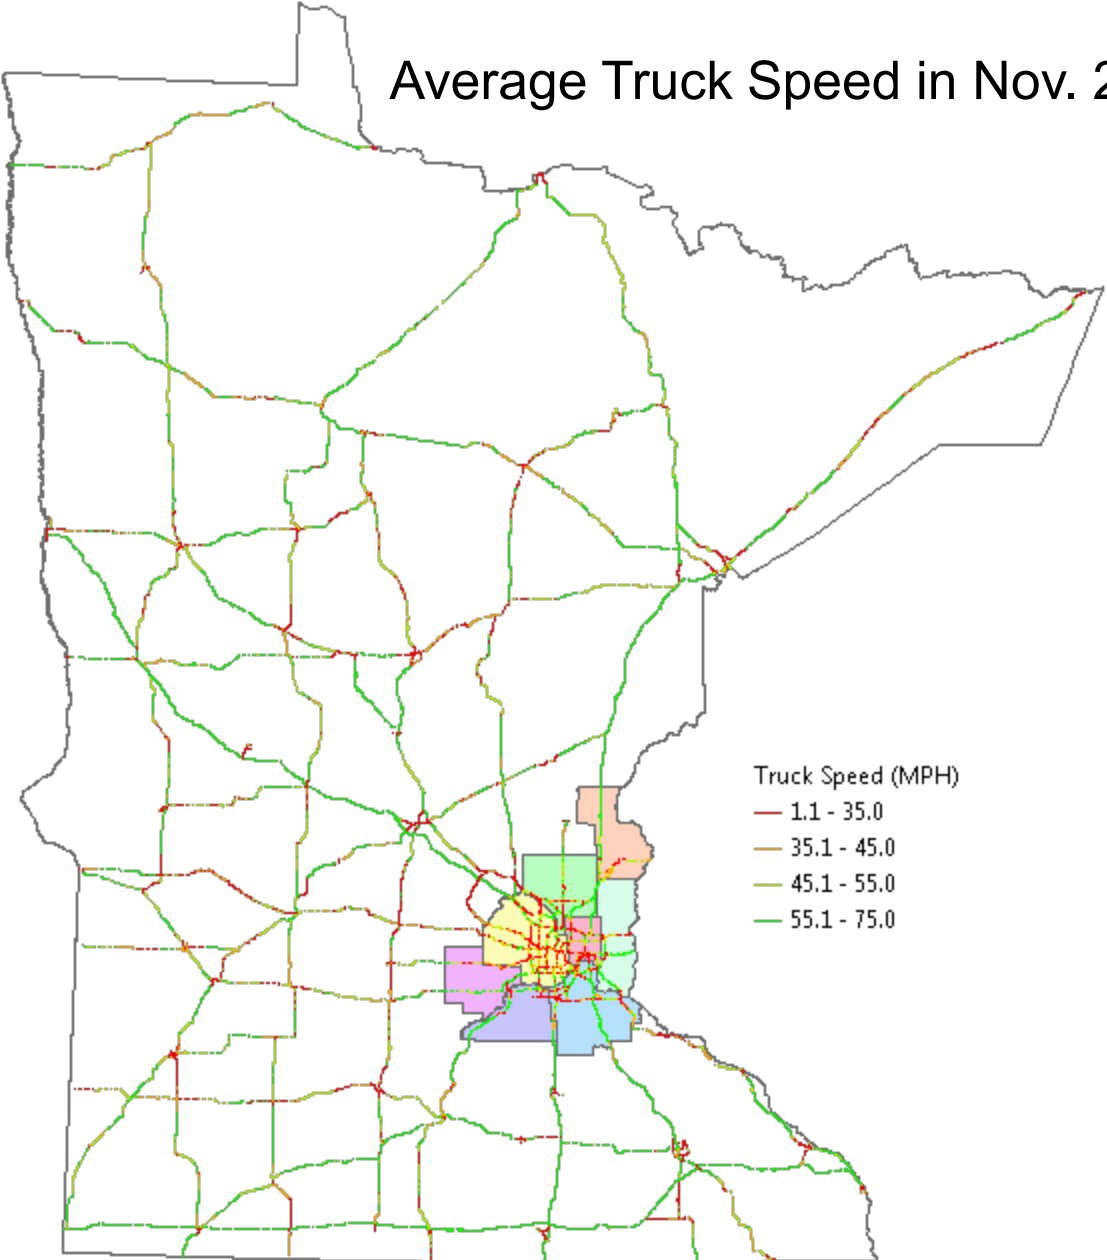 Average Truck Speed in Nov. 2
Truck Speed (MPH)
1.1 - 35.0
35.1 - 45.0
45.1 - 55.0
55.1 - 75.0